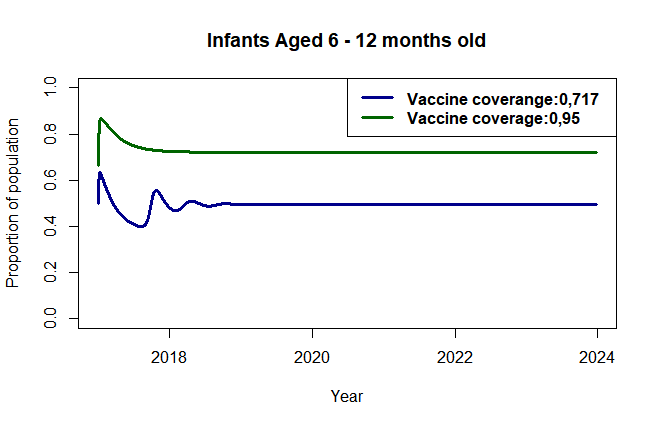 Infants Aged 6 - 12 months old
Vaccine coverange:0,717
Vaccine coverage:0,95
Proportion of population
1.0
0.8
0.6
0.4
0.2
0.0
2018
2020
2022
2024
Year